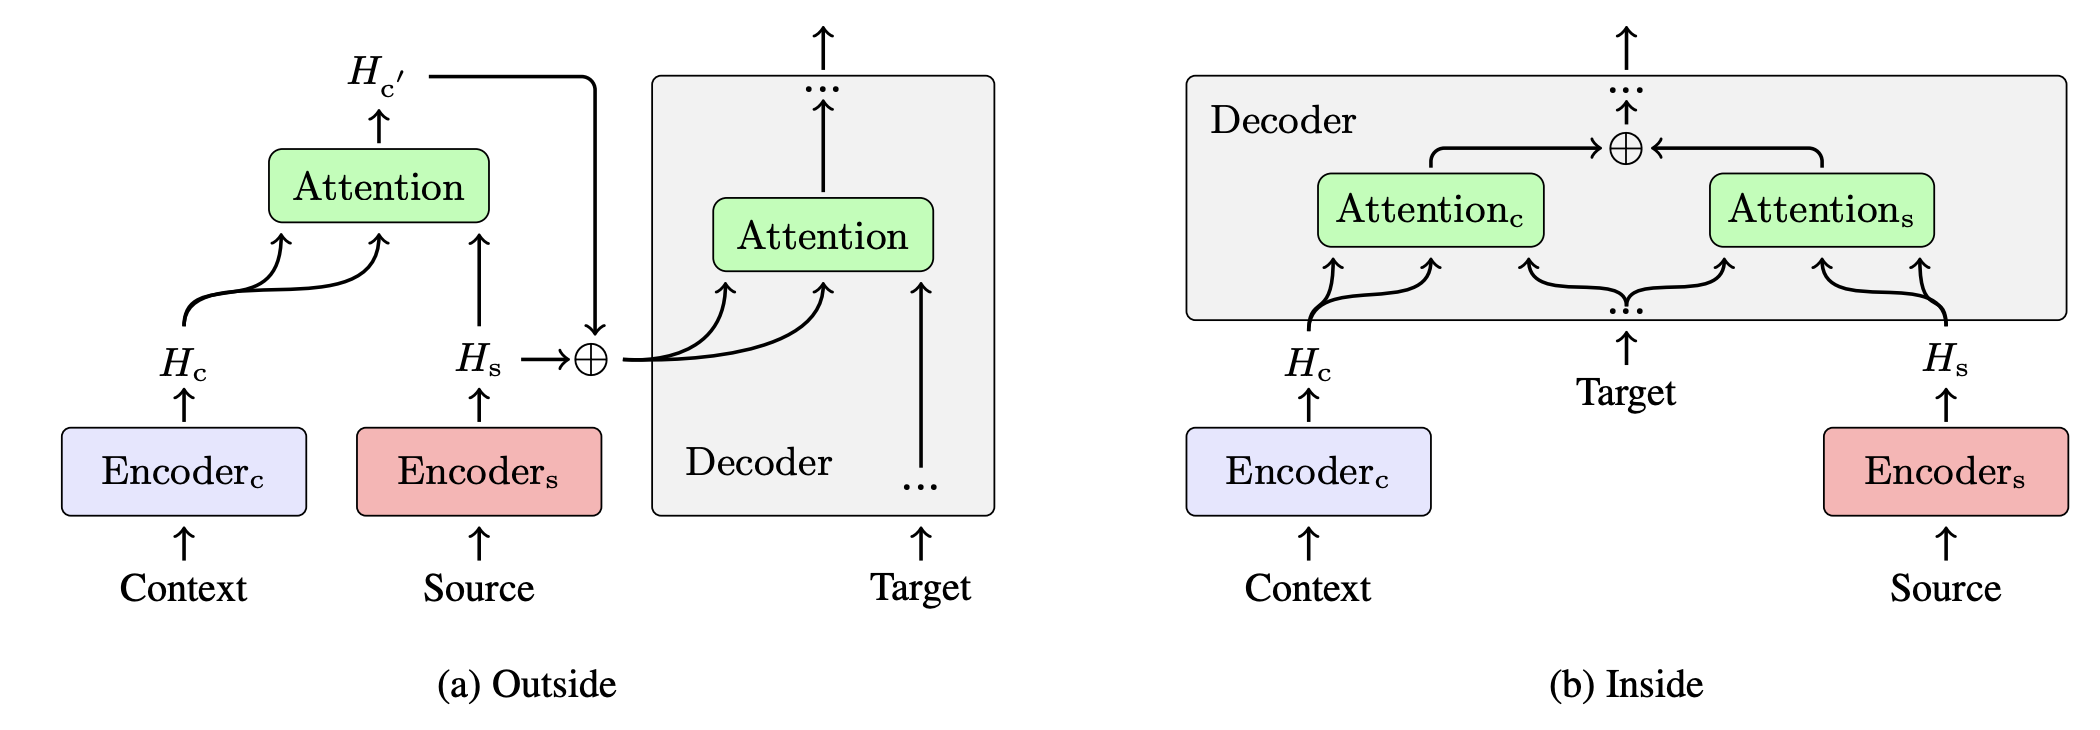 H_c′
Attention
H_c
H_s
⊕
Encoder_c
Encoder_s
Context
Source
...
Attention
Decoder
...
Target
(a) Outside
...
Decoder
⊕
Attention_c
Attention_s
...
H_c
Target
H_s
Encoder_c
Encoder_s
Context
Source
(b) Inside